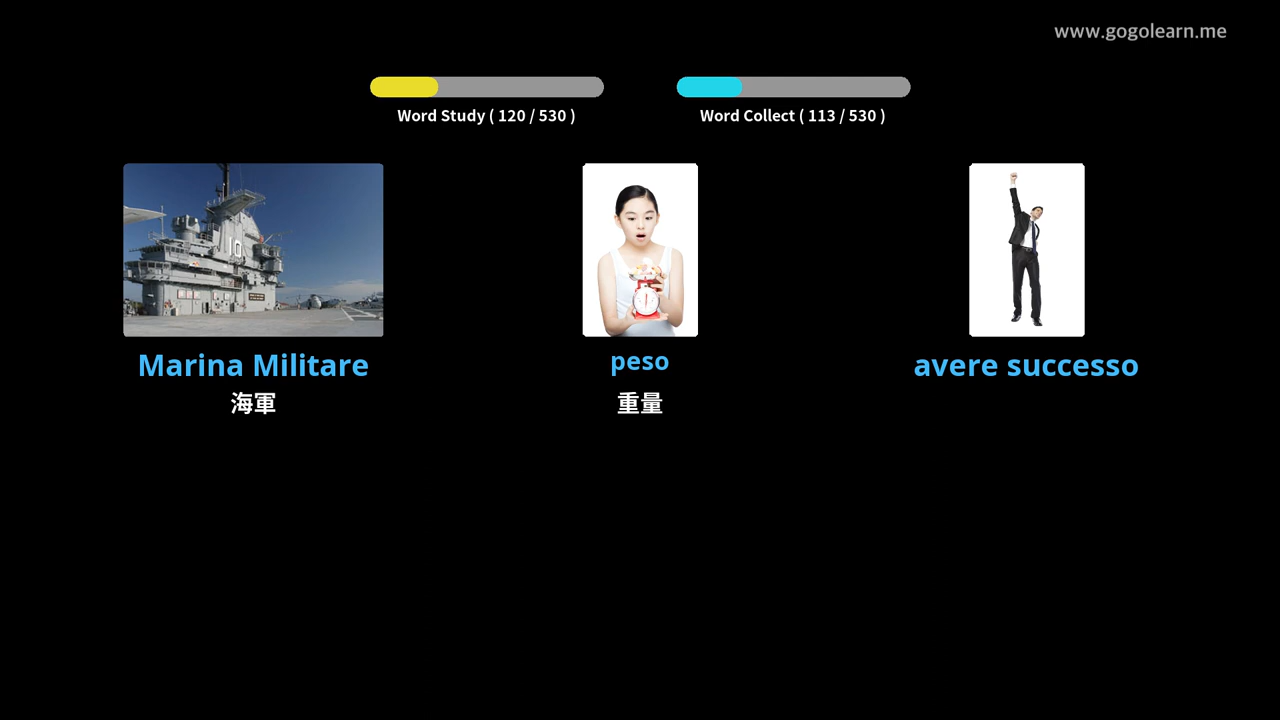 www.gogolearn.me
Word Study ( 120 / 530 )
Word Collect ( 113 / 530 )
10
Marina Militare
海軍
peso
重量
avere successo